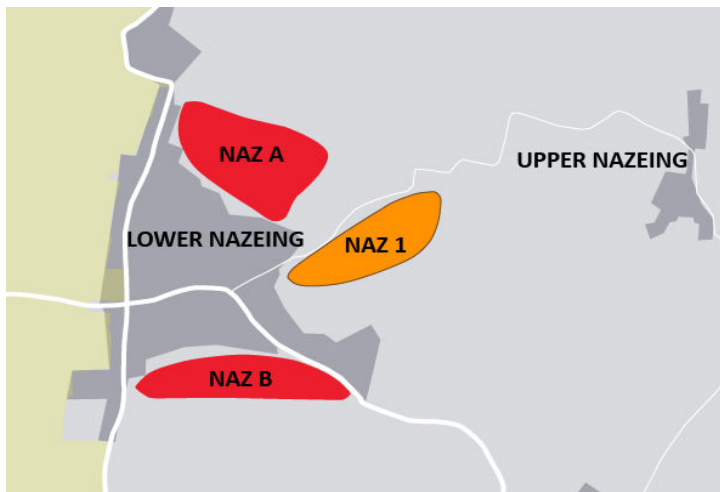 NAZ A
UPPER NAZEING
LOWER NAZEING
NAZ 1
NAZ B